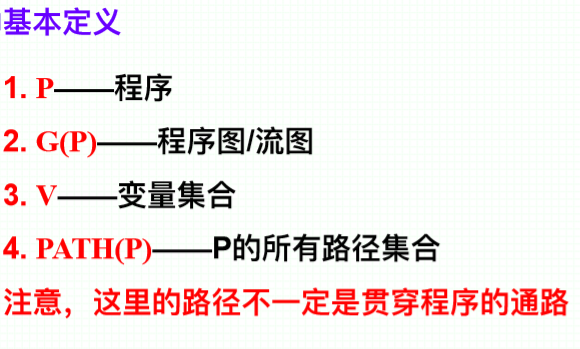 基本定义
1. P——程序
2. G(P)——程序图/流图
3. V——变量集合
4. PATH(P)——P的所有路径集合
注意，这里的路径不一定是贯穿程序的通路